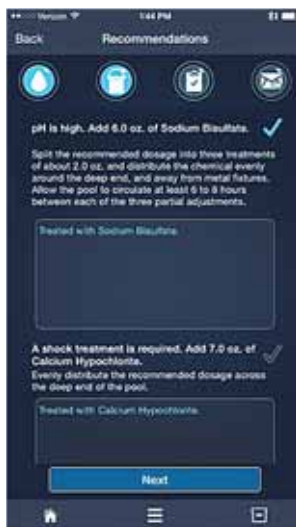 Verizon 1:44 PM
Back Recommendations
pH is high. Add 6.0 oz. of Sodium Bisulfate.
Split the recommended dosage into three treatments
of about 2.0 oz, and distribute the chemical evenly
around the deep end, and away from metal fixtures.
Allow the pool to circulate at least 6 to 8 hours
between each of the three partial adjustments.
Treated with Sodium Bisulfate.
A shock treatment is required. Add 7.0 oz. of
Calcium Hypochlorite.
Evenly distribute the recommended dosage across
the deep end of the pool.
Treated with Calcium Hypochlorite.
Next